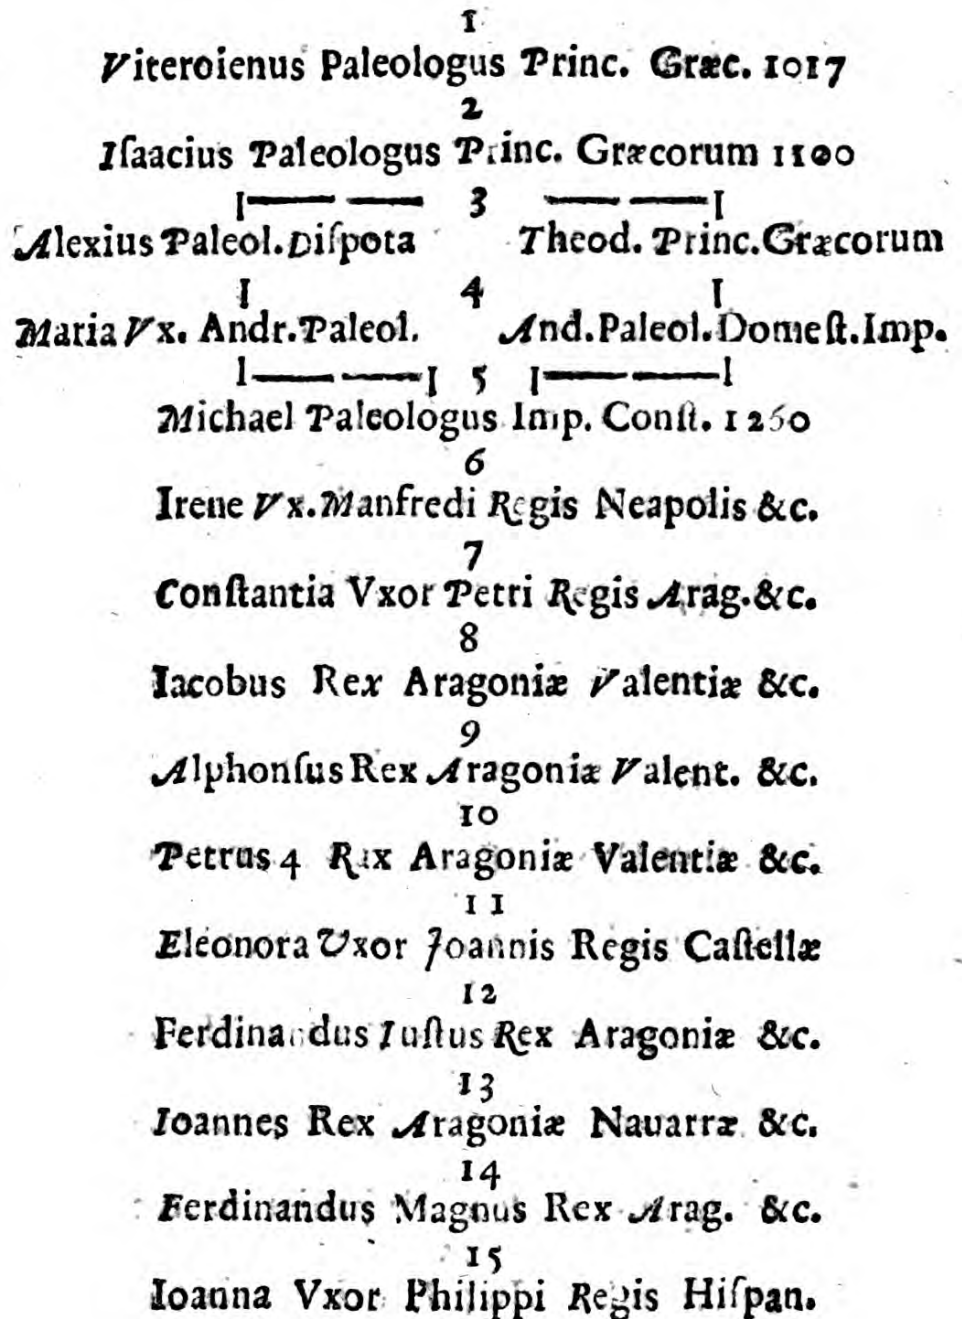 1
Viteroienus Paleologus Princ. Græc. 1017
2
Iſaacius Paleologus Princ. Græcorum 1100
3
Alexius Paleol. Diſpota Theod. Princ. Græcorum
4
Maria Vx. Andr. Paleol. And. Paleol. Domeſt. Imp.
5
Michael Paleologus Imp. Conſt. 1260
6
Irene Vx. Manfredi Regis Neapolis &c.
7
Conſtantia Vxor Petri Regis Arag. &c.
8
Iacobus Rex Aragoniæ Valentiæ &c.
9
Alphonſus Rex Aragoniæ Valent. &c.
10
Petrus 4 Rex Aragoniæ Valentiæ &c.
11
Eleonora Vxor Joannis Regis Caſtellæ
12
Ferdinandus Iuſtus Rex Aragoniæ &c.
13
Ioannes Rex Aragoniæ Nauarræ &c.
14
Ferdinandus Magnus Rex Arag. &c.
15
Ioanna Vxor Philippi Regis Hiſpan.